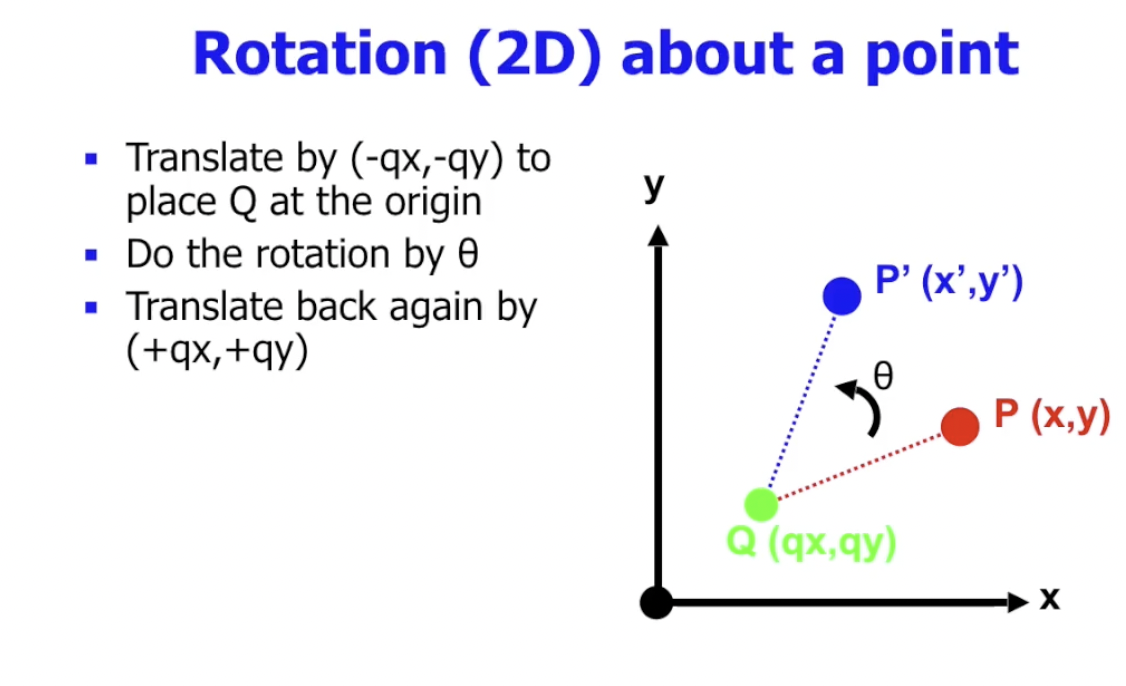 Rotation (2D) about a point
▪ Translate by (-qx,-qy) to
place Q at the origin
▪ Do the rotation by θ
▪ Translate back again by
(+qx,+qy)
y
P’ (x’,y’)
θ
P (x,y)
Q (qx,qy)
x